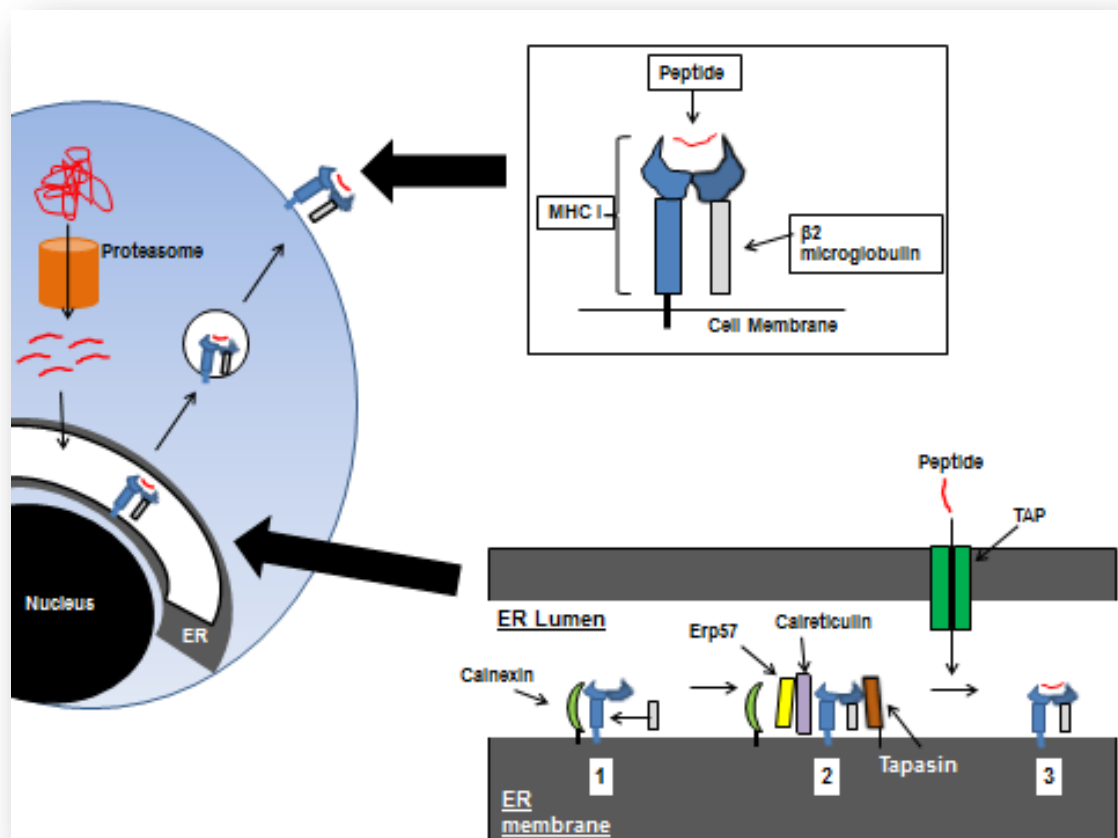 Peptide
MHC I
β2
microglobulin
Cell Membrane
Proteasome
Nucleus
ER
Peptide
TAP
ER Lumen
Erp57
Calreticulin
Calnexin
1
2
Tapasin
3
ER
membrane